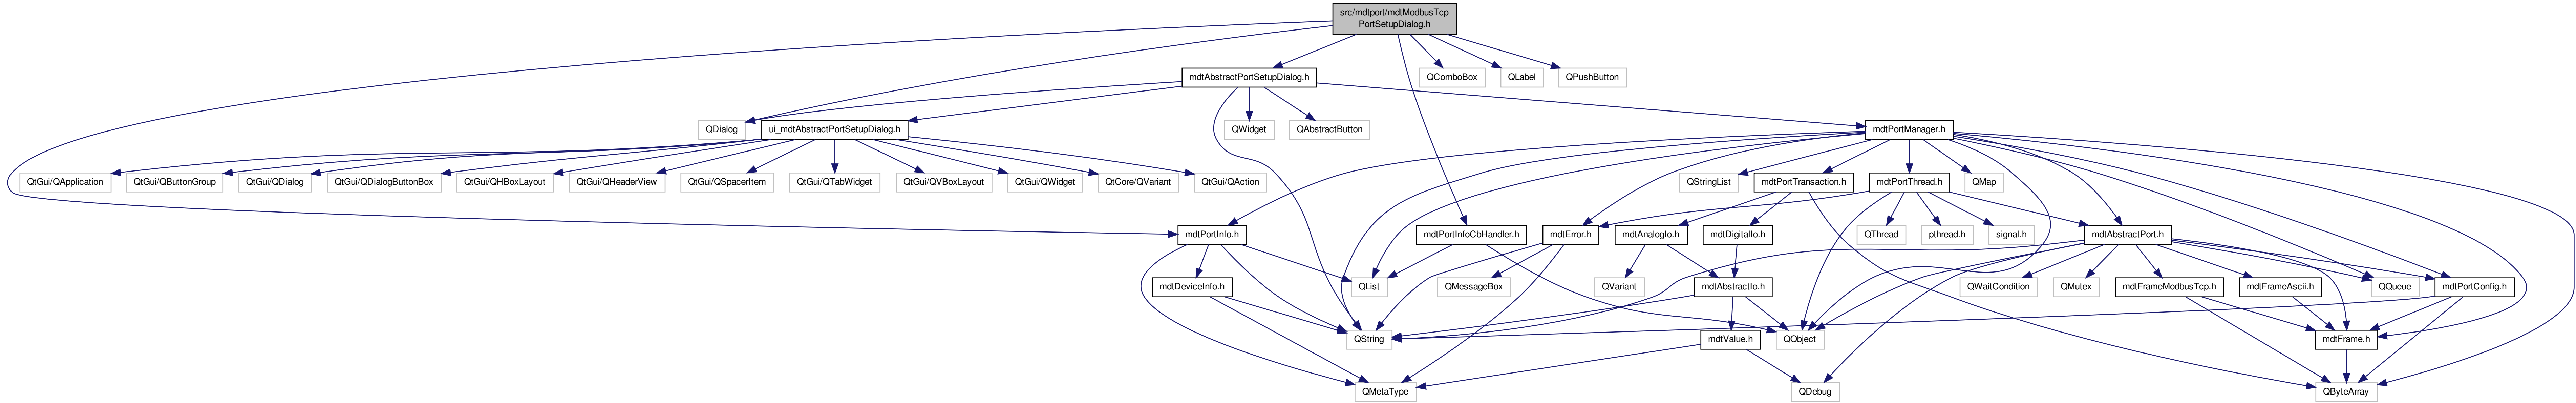 src/mdtport/mdtModbusTcp
PortSetupDialog.h
mdtAbstractPortSetupDialog.h
QComboBox
QLabel
QPushButton
QDialog
ui_mdtAbstractPortSetupDialog.h
QWidget
QAbstractButton
mdtPortManager.h
QtGui/QApplication
QtGui/QButtonGroup
QtGui/QDialog
QtGui/QDialogButtonBox
QtGui/QHBoxLayout
QtGui/QHeaderView
QtGui/QSpacerItem
QtGui/QTabWidget
QtGui/QVBoxLayout
QtGui/QWidget
QtCore/QVariant
QtGui/QAction
QStringList
mdtPortTransaction.h
mdtPortThread.h
QMap
mdtPortInfo.h
mdtPortInfoCbHandler.h
mdtError.h
mdtAnalogIo.h
mdtDigitalIo.h
QThread
pthread.h
signal.h
mdtAbstractPort.h
mdtDeviceInfo.h
QList
QMessageBox
QVariant
mdtAbstractIo.h
QWaitCondition
QMutex
mdtFrameModbusTcp.h
mdtFrameAscii.h
QQueue
mdtPortConfig.h
QString
mdtValue.h
QObject
mdtFrame.h
QMetaType
QDebug
QByteArray